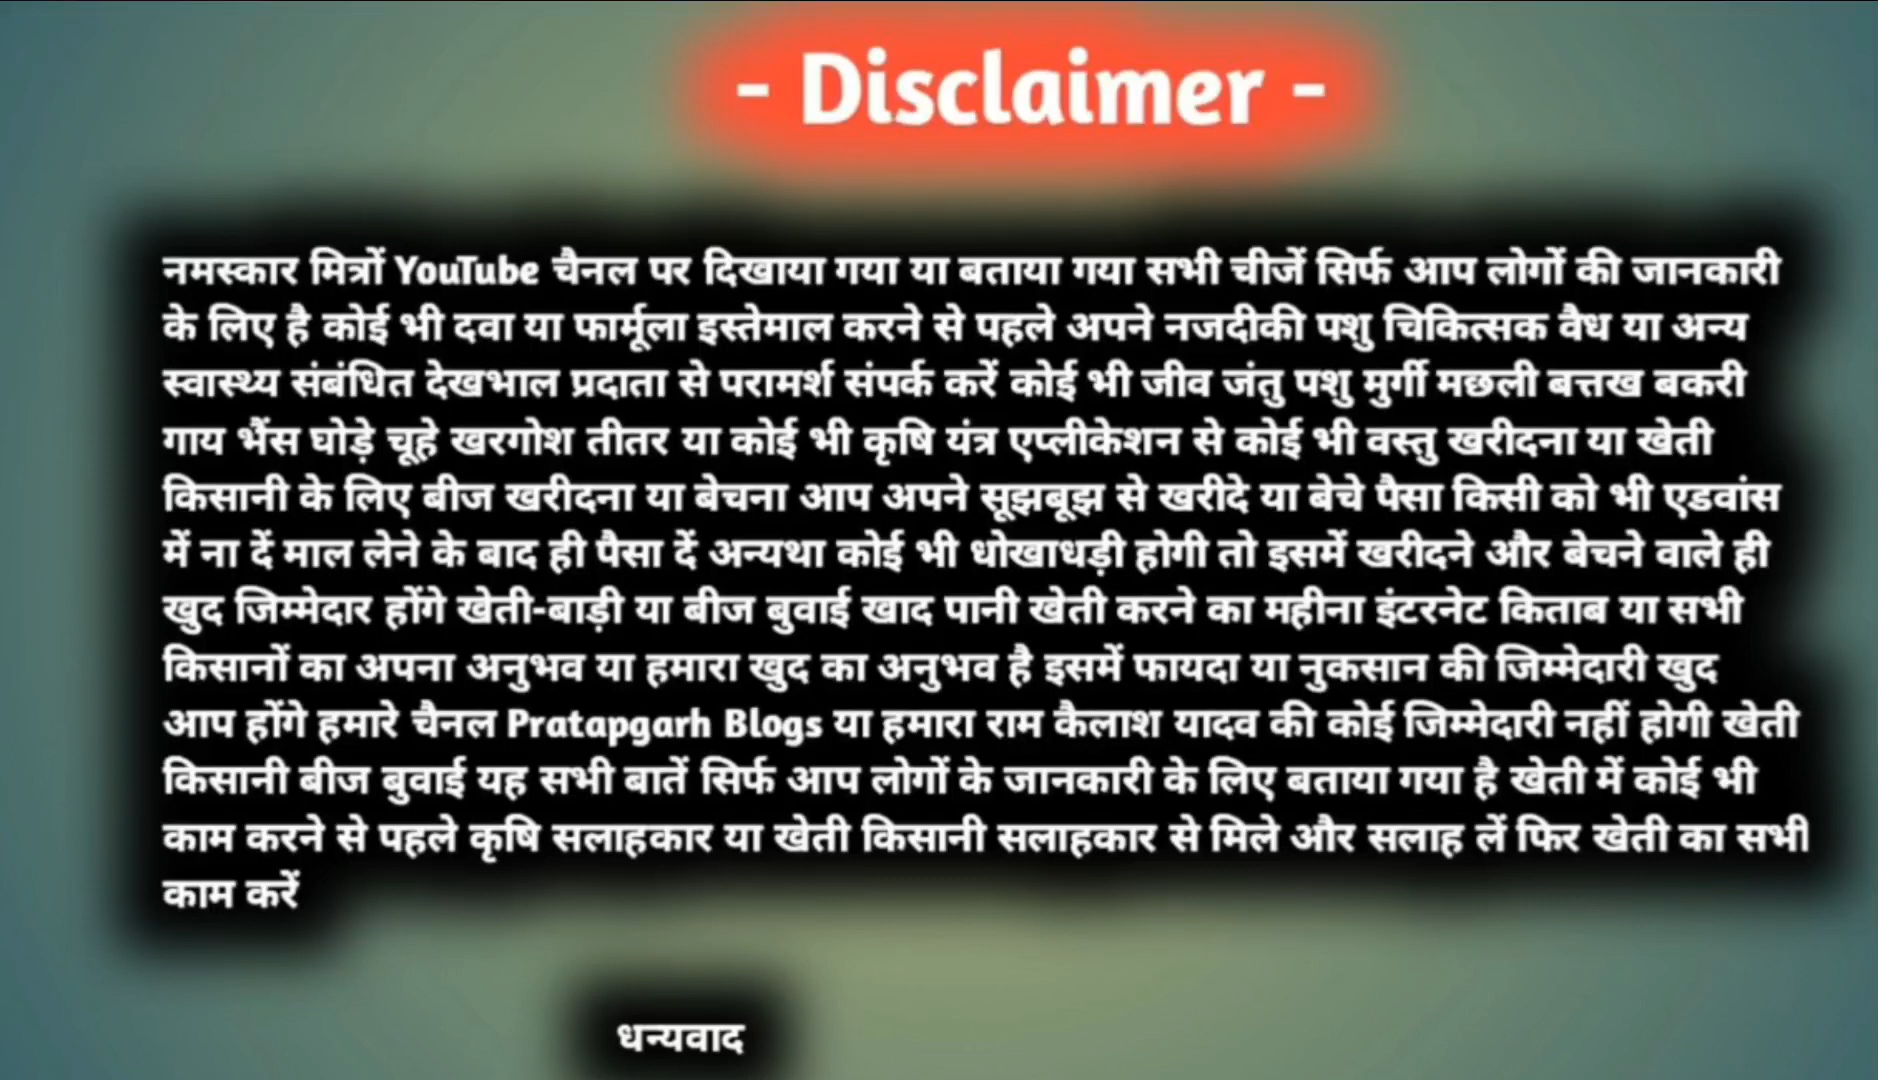 - Disclaimer -
नमस्कार मित्रों YouTube चैनल पर दिखाया गया या बताया गया सभी चीजें सिर्फ आप लोगों की जानकारी
के लिए है कोई भी दवा या फार्मूला इस्तेमाल करने से पहले अपने नजदीकी पशु चिकित्सक वैध या अन्य
स्वास्थ्य संबंधित देखभाल प्रदाता से परामर्श संपर्क करें कोई भी जीव जंतु पशु मुर्गी मछली बत्तख बकरी
गाय भैंस घोड़े चूहे खरगोश तीतर या कोई भी कृषि यंत्र एप्लीकेशन से कोई भी वस्तु खरीदना या खेती
किसानी के लिए बीज खरीदना या बेचना आप अपने सूझबूझ से खरीदे या बेचे पैसा किसी को भी एडवांस
में ना दें माल लेने के बाद ही पैसा दें अन्यथा कोई भी धोखाधड़ी होगी तो इसमें खरीदने और बेचने वाले ही
खुद जिम्मेदार होंगे खेती-बाड़ी या बीज बुवाई खाद पानी खेती करने का महीना इंटरनेट किताब या सभी
किसानों का अपना अनुभव या हमारा खुद का अनुभव है इसमें फायदा या नुकसान की जिम्मेदारी खुद
आप होंगे हमारे चैनल Pratapgarh Blogs या हमारा राम कैलाश यादव की कोई जिम्मेदारी नहीं होगी खेती
किसानी बीज बुवाई यह सभी बातें सिर्फ आप लोगों के जानकारी के लिए बताया गया है खेती में कोई भी
काम करने से पहले कृषि सलाहकार या खेती किसानी सलाहकार से मिले और सलाह लें फिर खेती का सभी
काम करें
धन्यवाद